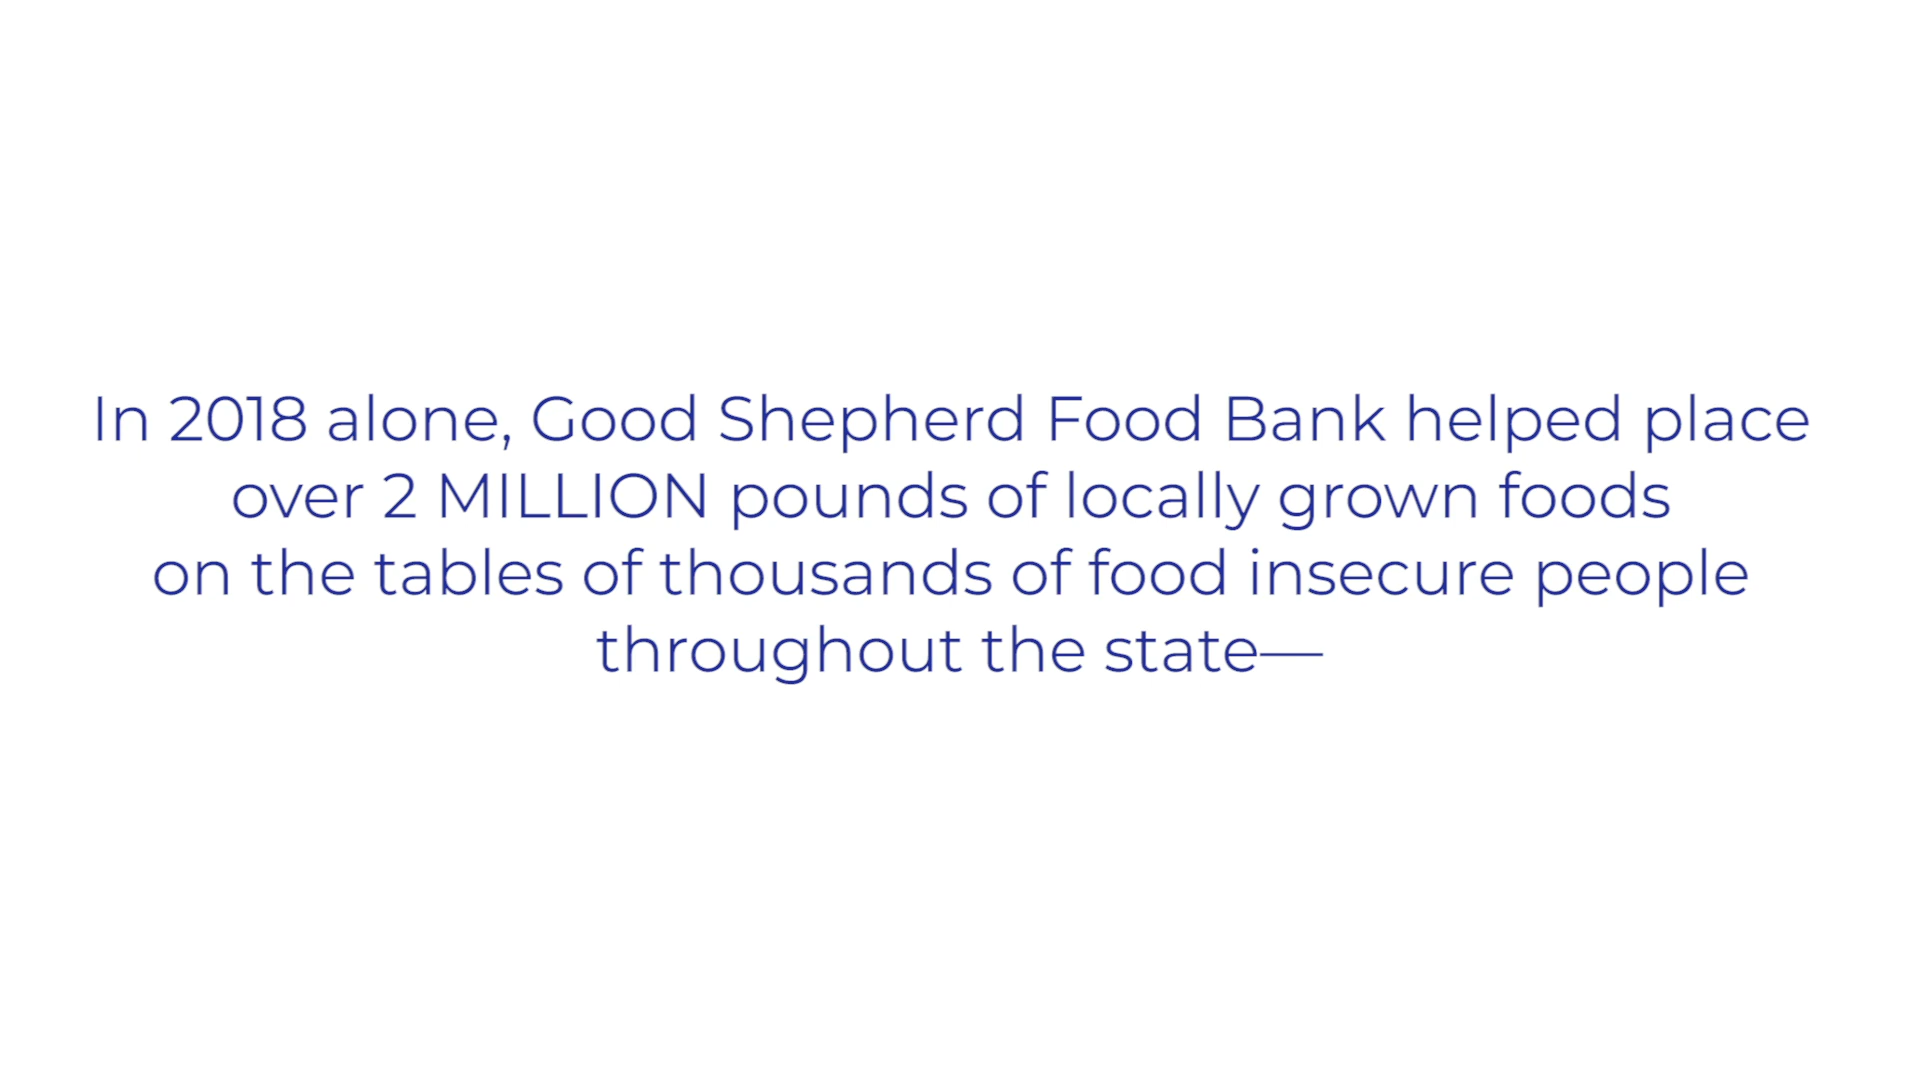 In 2018 alone, Good Shepherd Food Bank helped place
over 2 MILLION pounds of locally grown foods
on the tables of thousands of food insecure people
throughout the state—